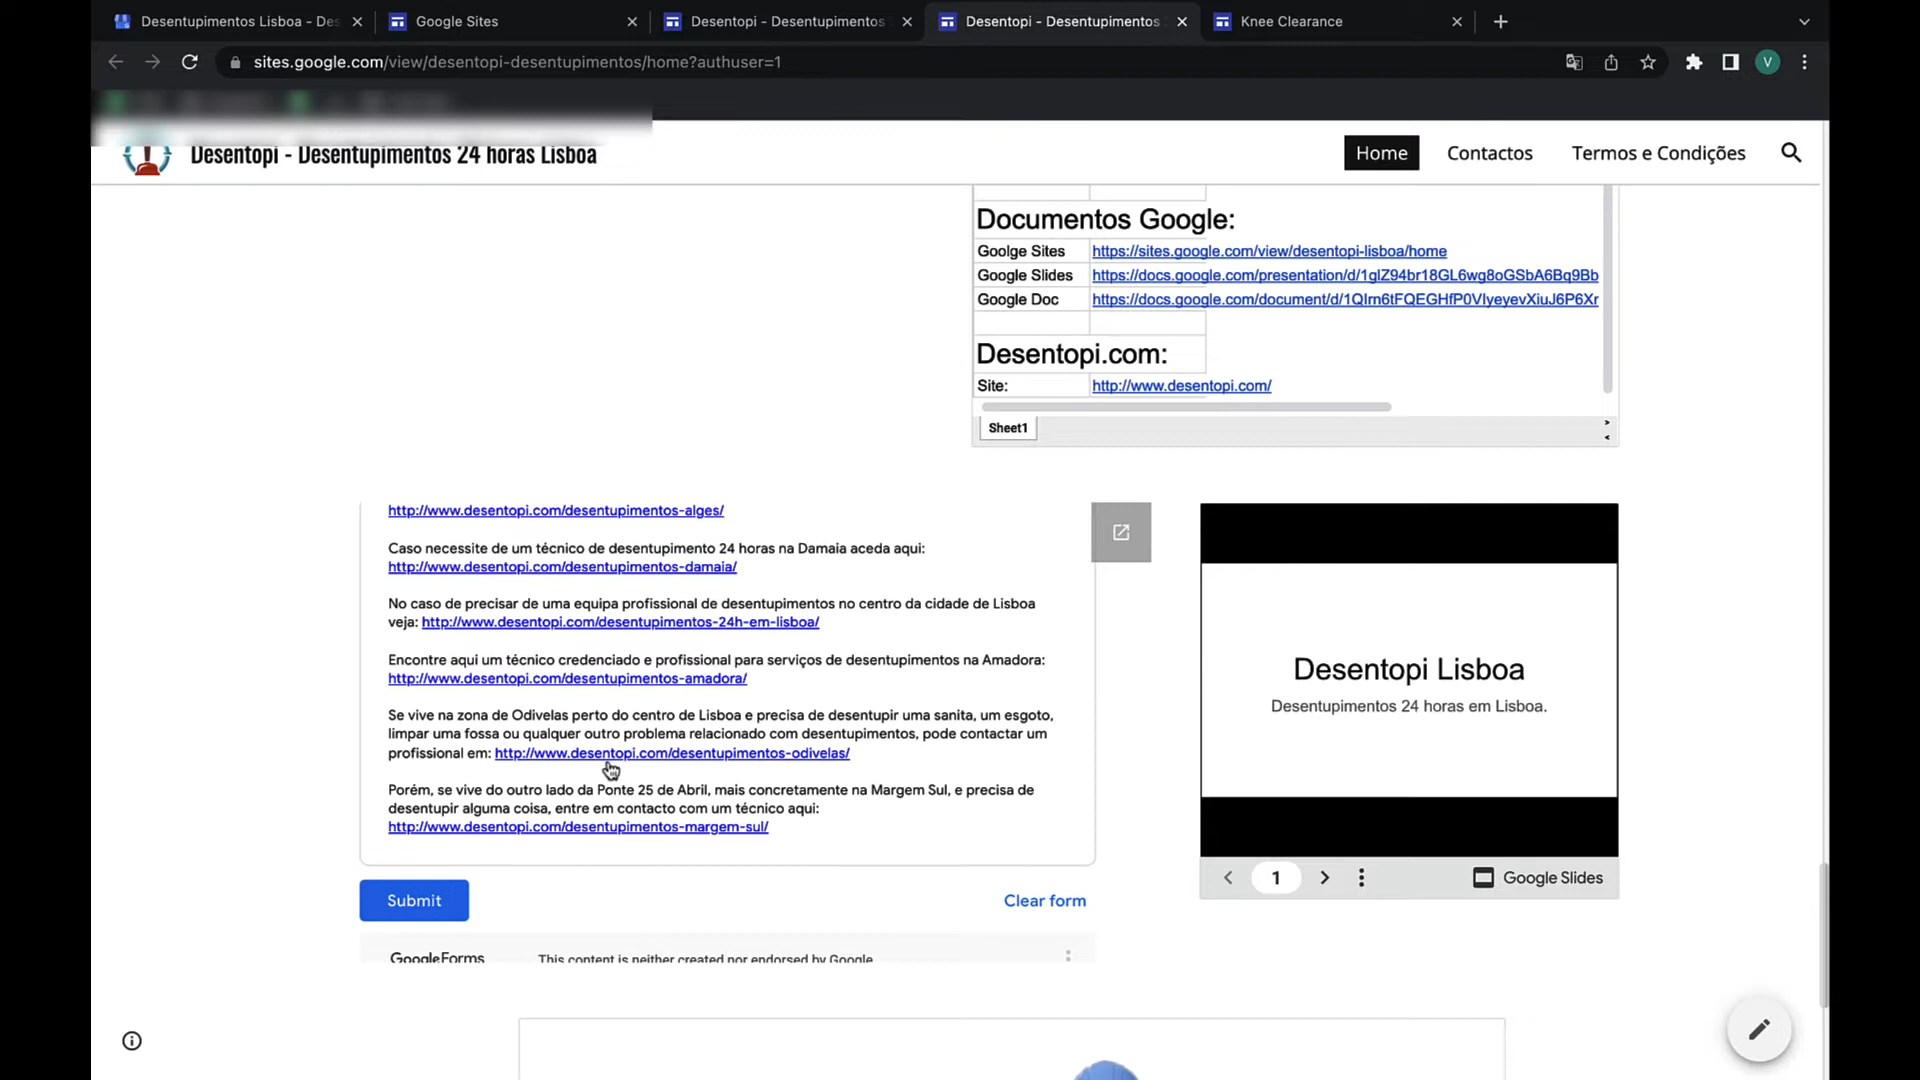 Desentupimentos Lisboa - Des
Google Sites
Desentopi - Desentupimentos
Desentopi - Desentupimentos
Knee Clearance
sites.google.com/view/desentopi-desentupimentos/home?authuser=1
V
Desentopi - Desentupimentos 24 horas Lisboa
Home
Contactos
Termos e Condições
Documentos Google:
Goolge Sites https://sites.google.com/view/desentopi-lisboa/home
Google Slides https://docs.google.com/presentation/d/1glZ94br18GL6wg8oGSbA6Bq9Bb
Google Doc https://docs.google.com/document/d/1QIrn6tFQEGHfP0VIyeyevXiuJ6P6Xr
Desentopi.com:
Site: http://www.desentopi.com/
Sheet1
http://www.desentopi.com/desentupimentos-alges/
Caso necessite de um técnico de desentupimento 24 horas na Damaia aceda aqui:
http://www.desentopi.com/desentupimentos-damaia/
No caso de precisar de uma equipa profissional de desentupimentos no centro da cidade de Lisboa
veja: http://www.desentopi.com/desentupimentos-24h-em-lisboa/
Encontre aqui um técnico credenciado e profissional para serviços de desentupimentos na Amadora:
http://www.desentopi.com/desentupimentos-amadora/
Se vive na zona de Odivelas perto do centro de Lisboa e precisa de desentupir uma sanita, um esgoto,
limpar uma fossa ou qualquer outro problema relacionado com desentupimentos, pode contactar um
profissional em: http://www.desentopi.com/desentupimentos-odivelas/
Porém, se vive do outro lado da Ponte 25 de Abril, mais concretamente na Margem Sul, e precisa de
desentupir alguma coisa, entre em contacto com um técnico aqui:
http://www.desentopi.com/desentupimentos-margem-sul/
Submit
Clear form
Google Forms
This content is neither created nor endorsed by Google
Desentopi Lisboa
Desentupimentos 24 horas em Lisboa.
1
Google Slides